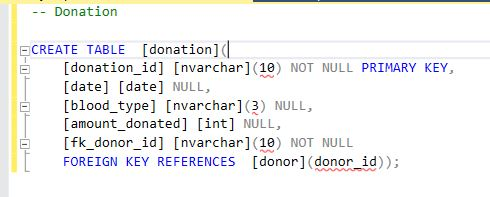 -- Donation
CREATE TABLE  [donation](
[donation_id] [nvarchar](10) NOT NULL PRIMARY KEY,
[date] [date] NULL,
[blood_type] [nvarchar](3) NULL,
[amount_donated] [int] NULL,
[fk_donor_id] [nvarchar](10) NOT NULL
FOREIGN KEY REFERENCES  [donor](donor_id));